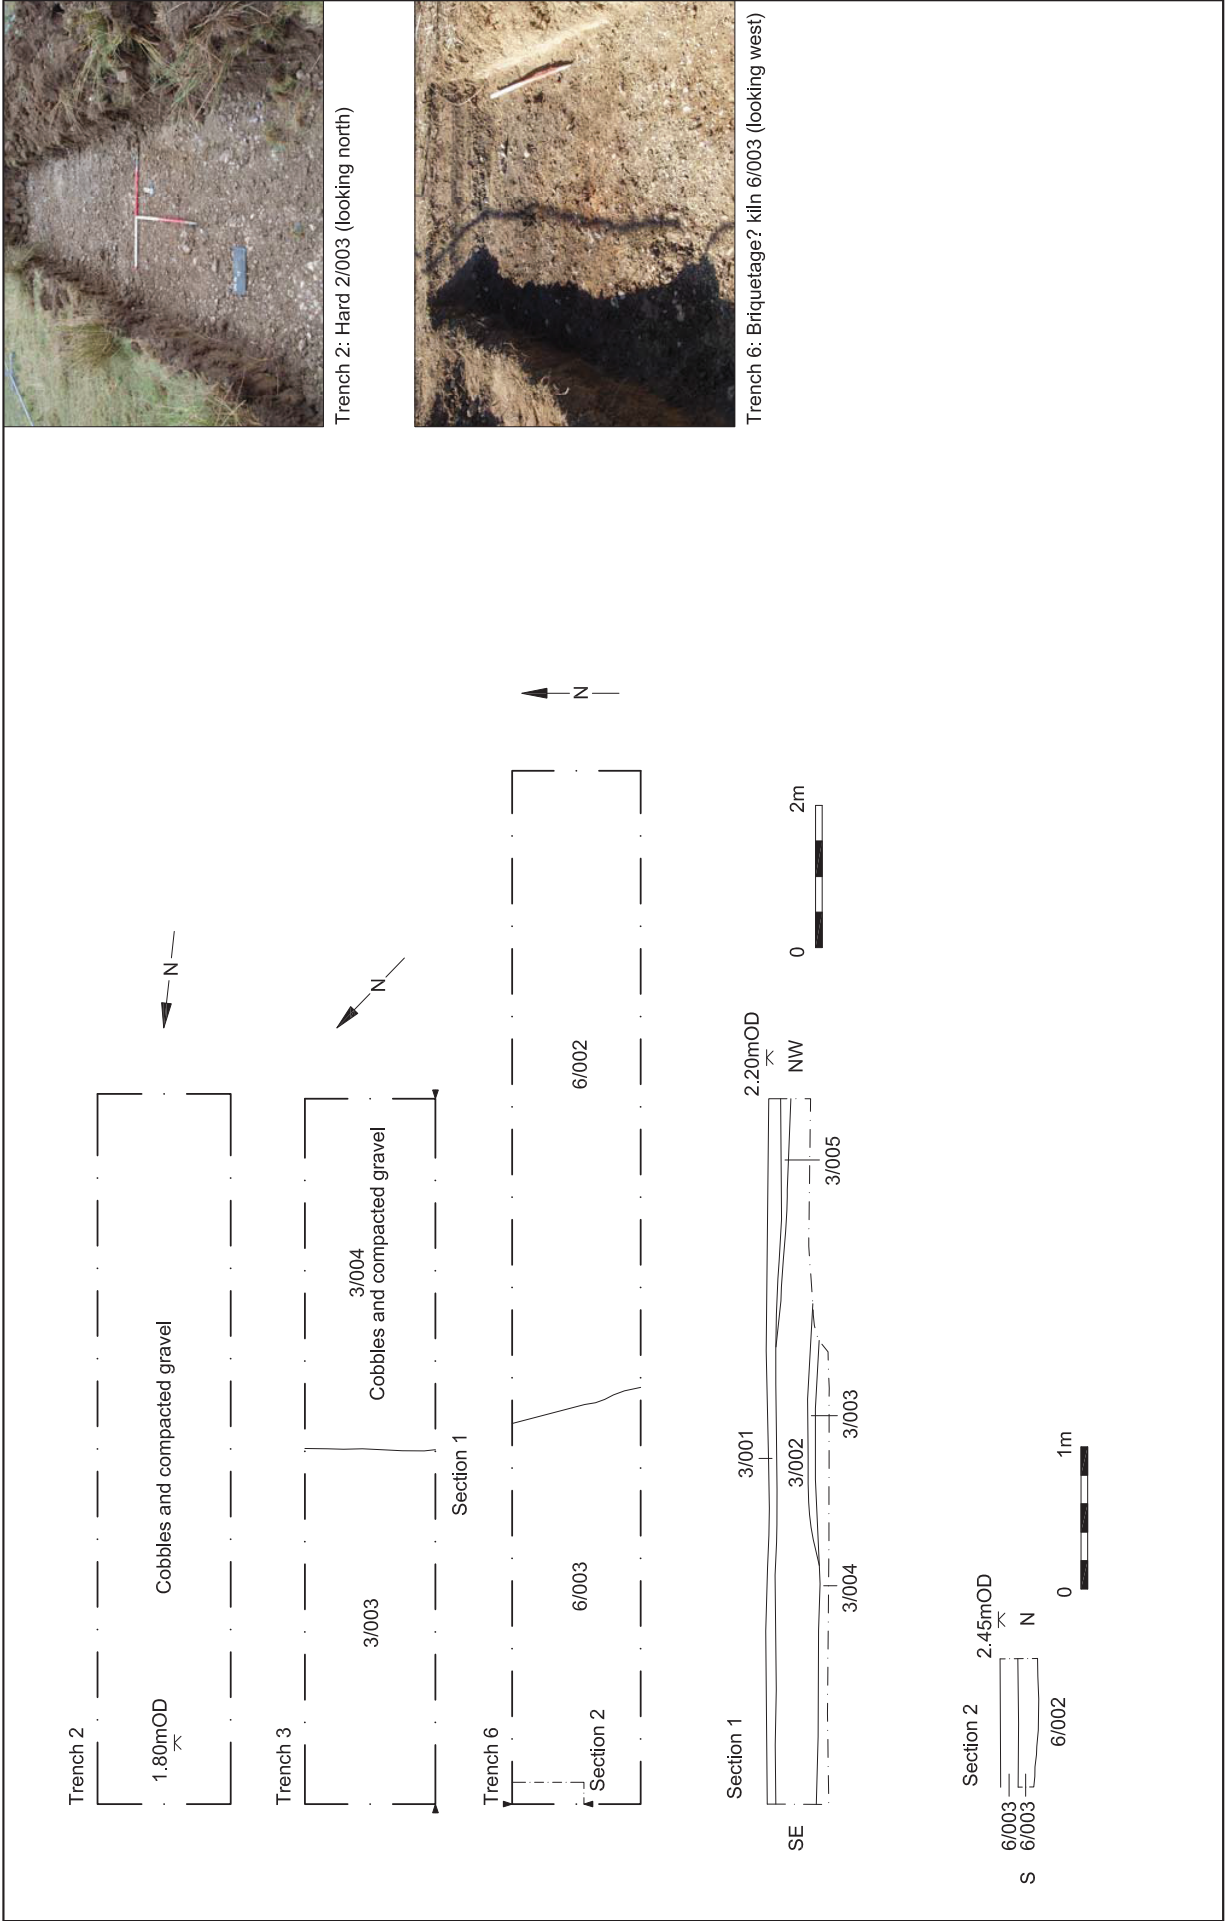 Trench 2
1.80mOD
Cobbles and compacted gravel
N
Trench 3
3/003
3/004
Cobbles and compacted gravel
Section 1
N
Trench 6
6/003
6/002
Section 2
N
Section 1
SE
3/001
3/002
3/003
3/004
3/005
2.20mOD
NW
0
2m
Section 2
S
6/003
6/003
6/002
2.45mOD
N
0
1m
Trench 2: Hard 2/003 (looking north)
Trench 6: Briquetage? kiln 6/003 (looking west)